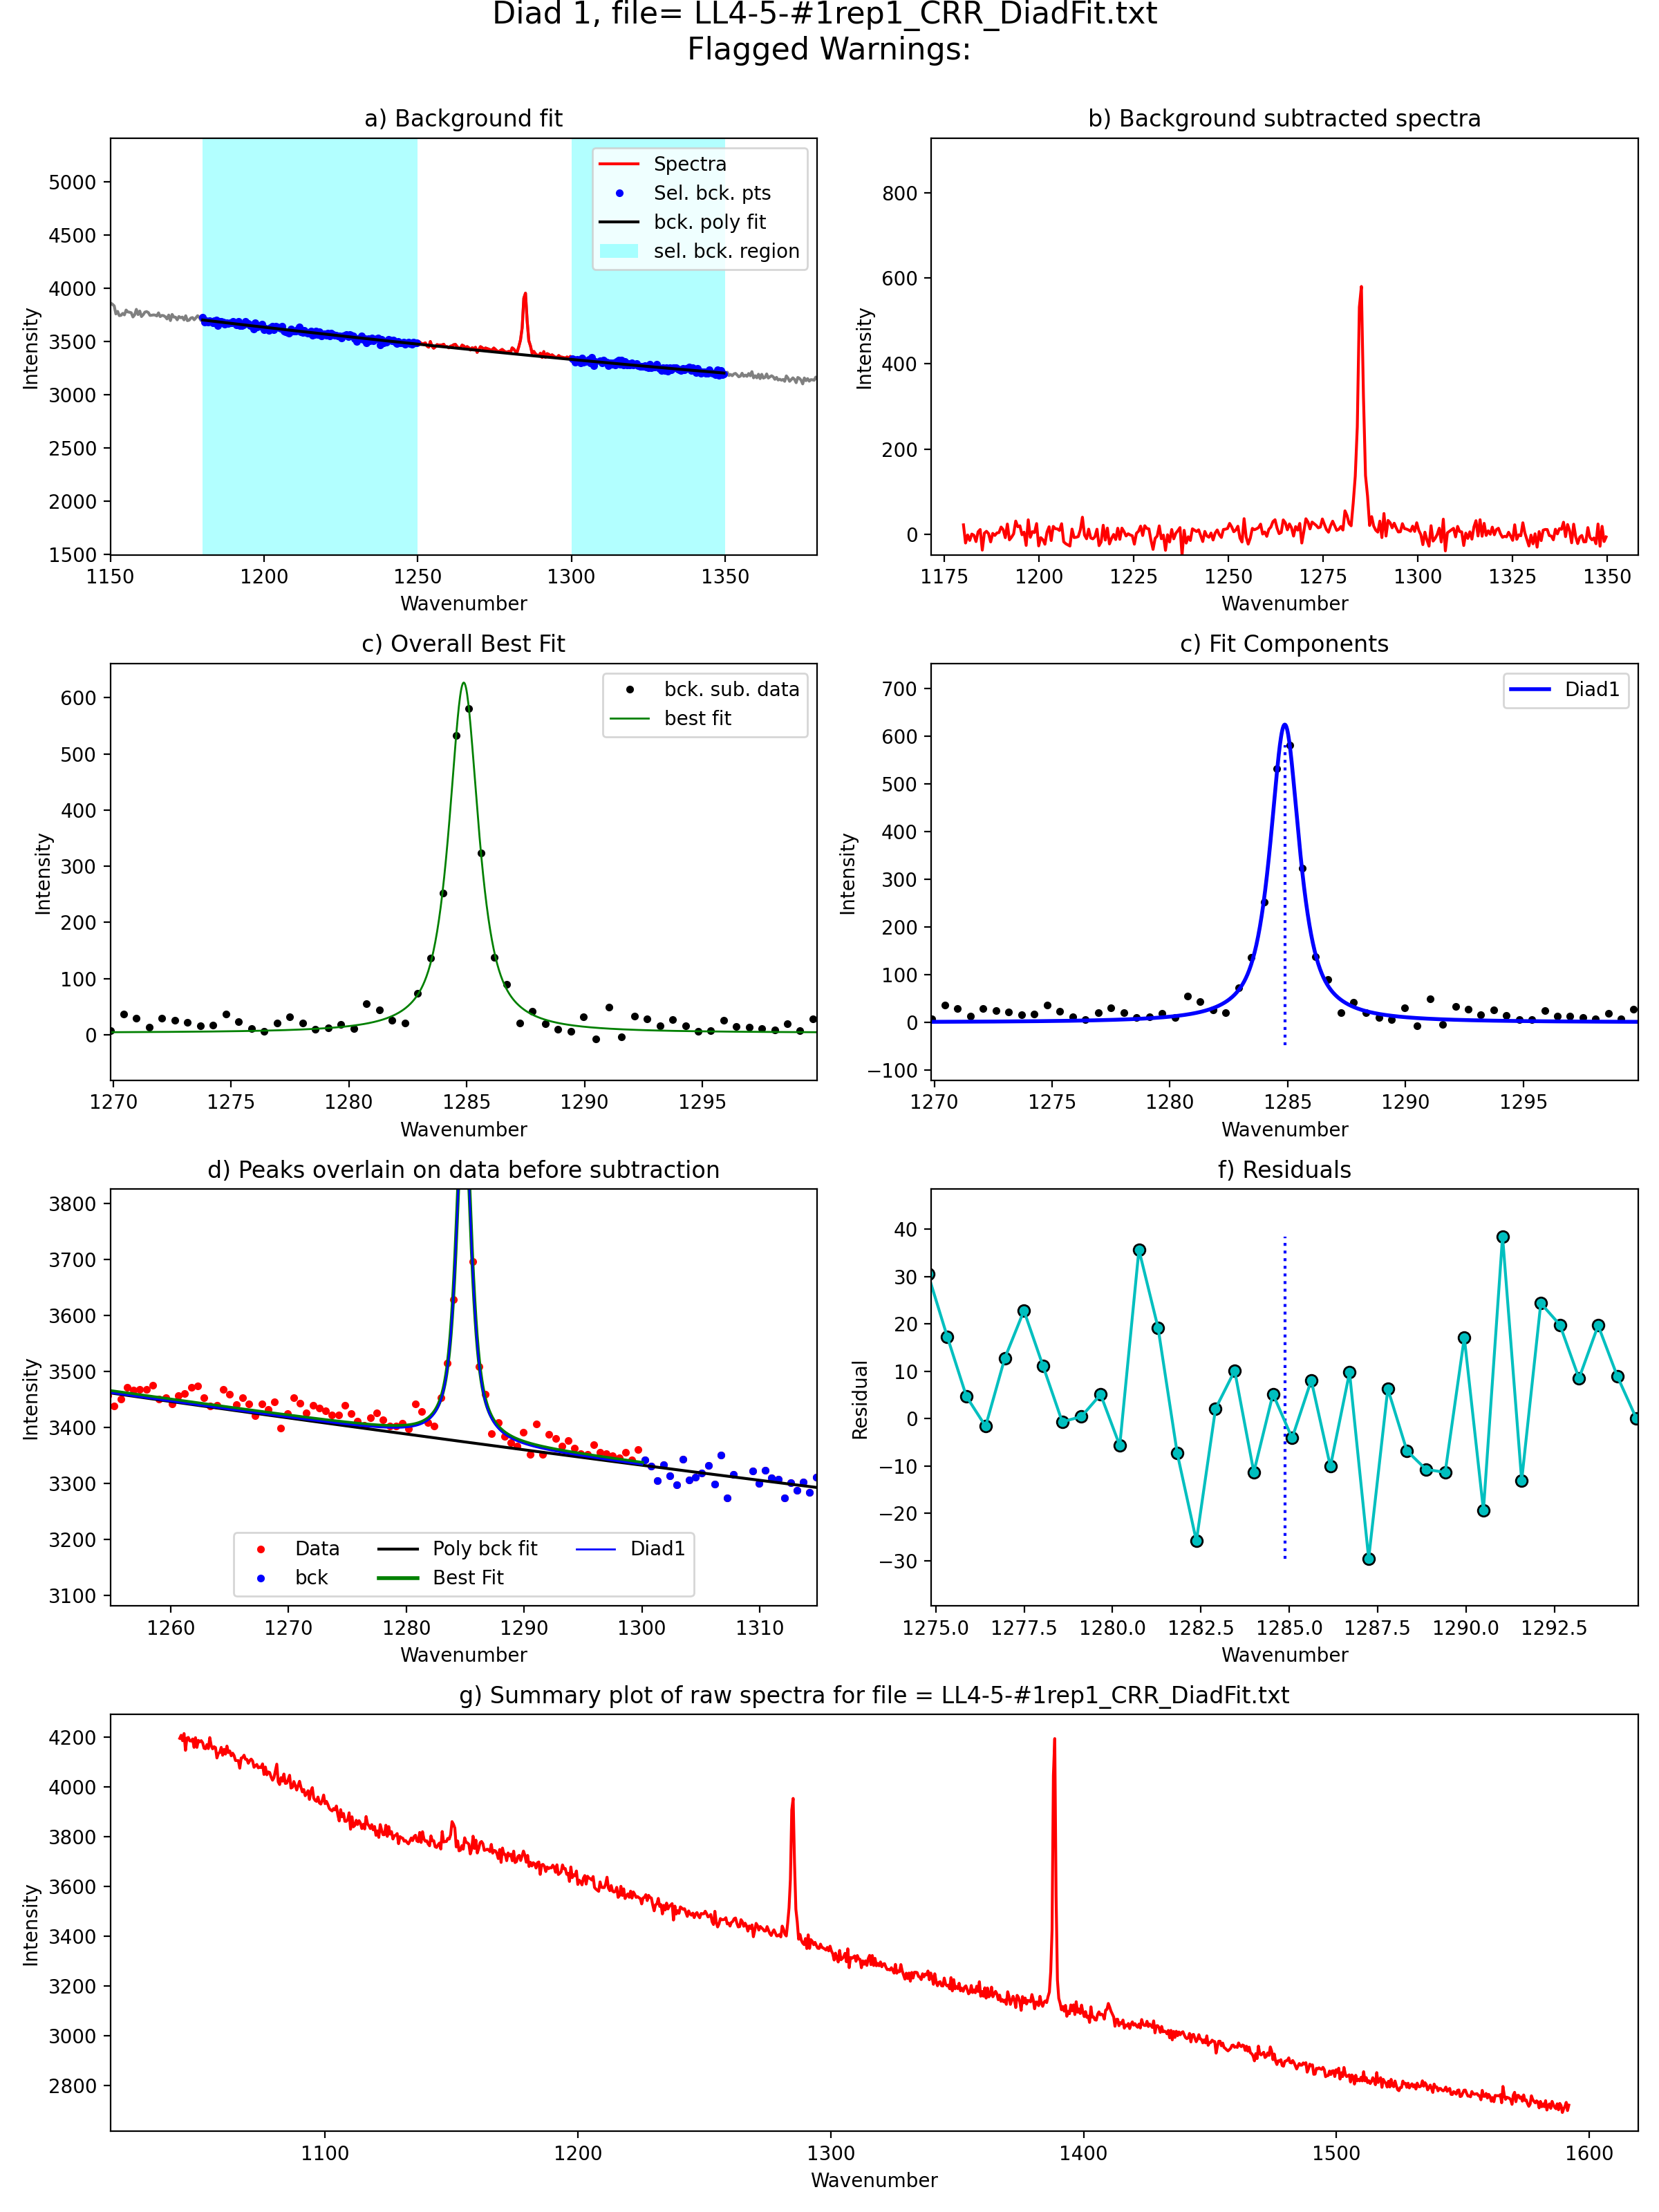 Diad 1, file= LL4-5-#1rep1_CRR_DiadFit.txt
Flagged Warnings:
a) Background fit
5000
4500
4000
3500
3000
2500
2000
1500
Intensity
1150
1200
1250
1300
1350
Wavenumber
Spectra
Sel. bck. pts
bck. poly fit
sel. bck. region
b) Background subtracted spectra
800
600
400
200
0
Intensity
1175
1200
1225
1250
1275
1300
1325
1350
Wavenumber
c) Overall Best Fit
600
500
400
300
200
100
0
Intensity
1270
1275
1280
1285
1290
1295
Wavenumber
bck. sub. data
best fit
c) Fit Components
700
600
500
400
300
200
100
0
−100
Intensity
1270
1275
1280
1285
1290
1295
Wavenumber
Diad1
d) Peaks overlain on data before subtraction
3800
3700
3600
3500
3400
3300
3200
3100
Intensity
1260
1270
1280
1290
1300
1310
Wavenumber
Data
bck
Poly bck fit
Best Fit
Diad1
f) Residuals
40
30
20
10
0
−10
−20
−30
Residual
1275.0
1277.5
1280.0
1282.5
1285.0
1287.5
1290.0
1292.5
Wavenumber
g) Summary plot of raw spectra for file = LL4-5-#1rep1_CRR_DiadFit.txt
4200
4000
3800
3600
3400
3200
3000
2800
Intensity
1100
1200
1300
1400
1500
1600
Wavenumber